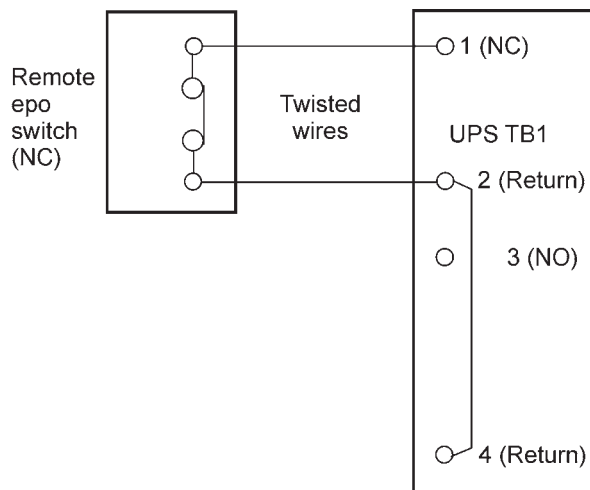 Remote
epo
switch
(NC)
Twisted
wires
1 (NC)
UPS TB1
2 (Return)
3 (NO)
4 (Return)